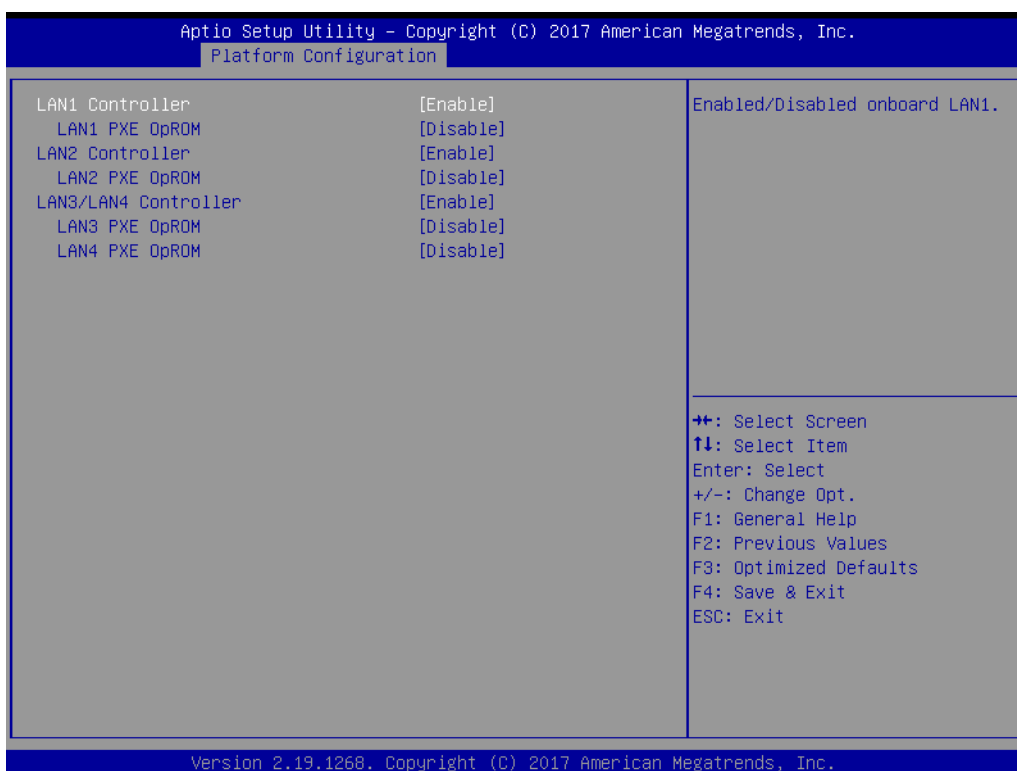 Aptio Setup Utility – Copyright (C) 2017 American Megatrends, Inc.
Platform Configuration
LAN1 Controller [Enable]
LAN1 PXE OpROM [Disable]
LAN2 Controller [Enable]
LAN2 PXE OpROM [Disable]
LAN3/LAN4 Controller [Enable]
LAN3 PXE OpROM [Disable]
LAN4 PXE OpROM [Disable]
Enabled/Disabled onboard LAN1.
→←: Select Screen
↑↓: Select Item
Enter: Select
+/-: Change Opt.
F1: General Help
F2: Previous Values
F3: Optimized Defaults
F4: Save & Exit
ESC: Exit
Version 2.19.1268. Copyright (C) 2017 American Megatrends, Inc.